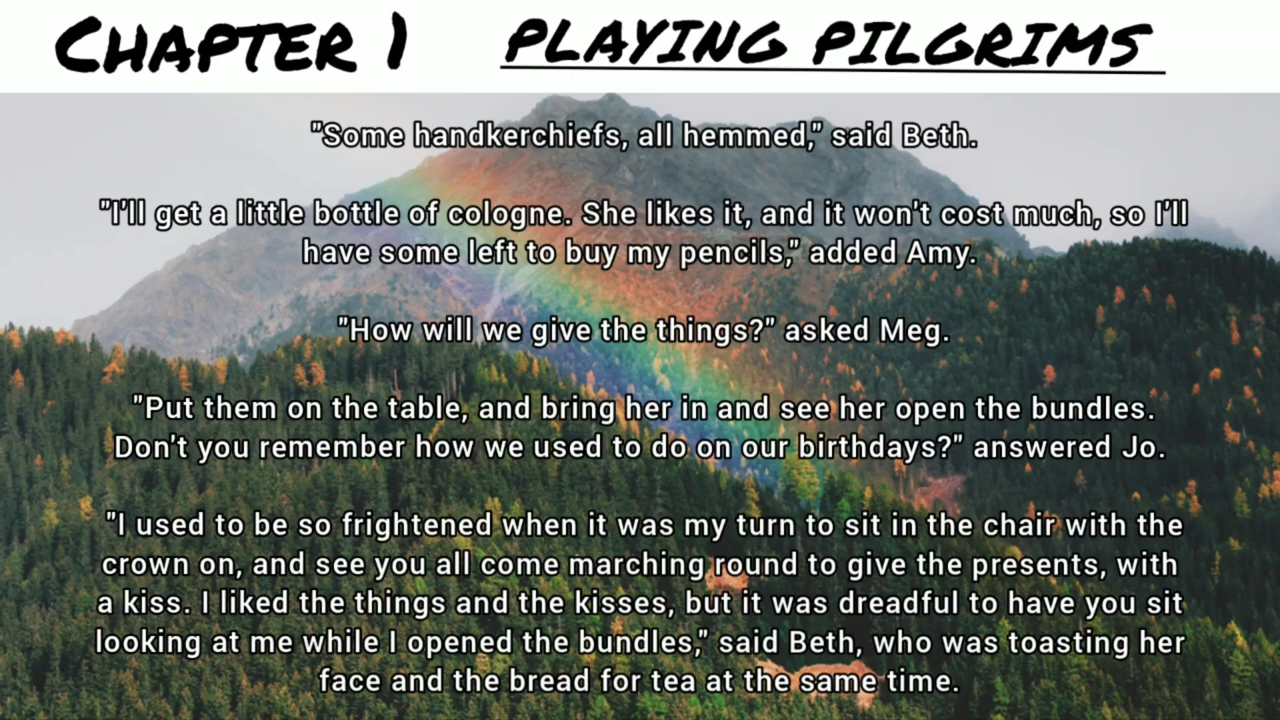 CHAPTER 1 PLAYING PILGRIMS
"Some handkerchiefs, all hemmed," said Beth.
"I'll get a little bottle of cologne. She likes it, and it won't cost much, so I'll
have some left to buy my pencils," added Amy.
"How will we give the things?" asked Meg.
"Put them on the table, and bring her in and see her open the bundles.
Don't you remember how we used to do on our birthdays?" answered Jo.
"I used to be so frightened when it was my turn to sit in the chair with the
crown on, and see you all come marching round to give the presents, with
a kiss. I liked the things and the kisses, but it was dreadful to have you sit
looking at me while I opened the bundles," said Beth, who was toasting her
face and the bread for tea at the same time.